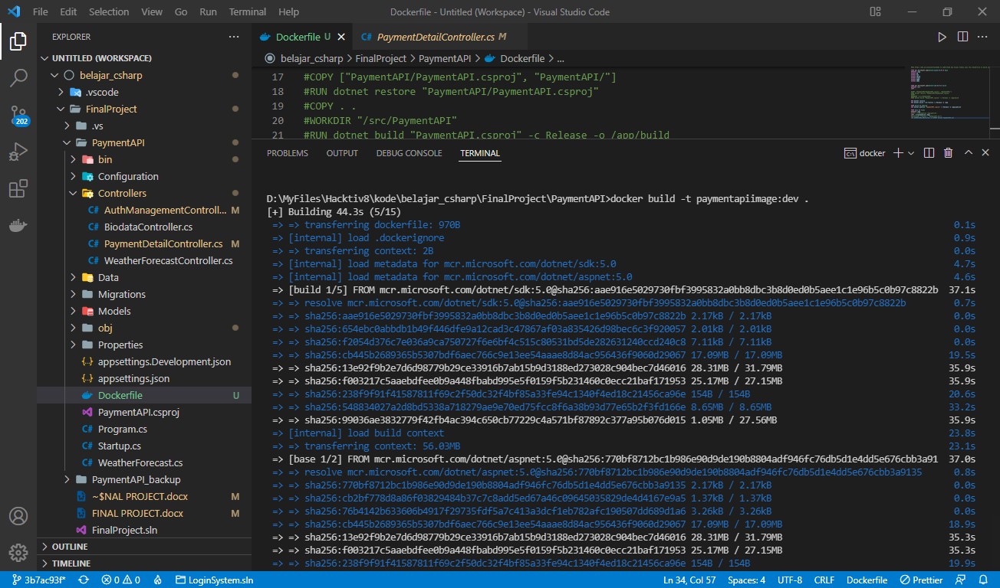 File Edit Selection View Go Run Terminal Help Dockerfile - Untitled (Workspace) - Visual Studio Code
EXPLORER
UNTITLED (WORKSPACE)
belajar_csharp
.vscode
FinalProject
.vs
PaymentAPI
bin
Configuration
Controllers
C# AuthManagementControll... M
C# BiodataController.cs
C# PaymentDetailController.cs M
C# WeatherForecastController.cs
Data
Migrations
Models
obj
Properties
{..} appsettings.Development.json
{..} appsettings.json
Dockerfile U
PaymentAPI.csproj
C# Program.cs
C# Startup.cs
C# WeatherForecast.cs
PaymentAPI_backup
~$NAL PROJECT.docx M
FINAL PROJECT.docx M
FinalProject.sln
OUTLINE
TIMELINE
202
Dockerfile U C# PaymentDetailController.cs M
belajar_csharp > FinalProject > PaymentAPI > Dockerfile > ...
17 #COPY ["PaymentAPI/PaymentAPI.csproj", "PaymentAPI/"]
18 #RUN dotnet restore "PaymentAPI/PaymentAPI.csproj"
19 #COPY . .
20 #WORKDIR "/src/PaymentAPI"
21 #RUN dotnet build "PaymentAPI.csproj" -c Release -o /app/build
PROBLEMS OUTPUT DEBUG CONSOLE TERMINAL docker
D:\MyFiles\Hacktiv8\kode\belajar_csharp\FinalProject\PaymentAPI>docker build -t paymentapiimage:dev .
[+] Building 44.3s (5/15)
=> => transferring dockerfile: 970B 0.1s
=> [internal] load .dockerignore 0.9s
=> => transferring context: 2B 0.0s
=> [internal] load metadata for mcr.microsoft.com/dotnet/sdk:5.0 4.7s
=> [internal] load metadata for mcr.microsoft.com/dotnet/aspnet:5.0 4.6s
=> [build 1/5] FROM mcr.microsoft.com/dotnet/sdk:5.0@sha256:aae916e5029730fbf3995832a0bb8dbc3b8d0ed0b5aee1c1e96b5c0b97c8822b 37.1s
=> => resolve mcr.microsoft.com/dotnet/sdk:5.0@sha256:aae916e5029730fbf3995832a0bb8dbc3b8d0ed0b5aee1c1e96b5c0b97c8822b 0.7s
=> => sha256:aae916e5029730fbf3995832a0bb8dbc3b8d0ed0b5aee1c1e96b5c0b97c8822b 2.17kB / 2.17kB 0.0s
=> => sha256:654ebc0abbdb1b49f446dfe9a12cad3c47867af03a835426d98bec6c3f920057 2.01kB / 2.01kB 0.0s
=> => sha256:f2054d376c7e036a9ca750727f6e6bf4c515c80531bd5de282631240ccd240c8 7.11kB / 7.11kB 0.0s
=> => sha256:cb445b2689365b5307bdf6aec766c9e13ee54aaae8d84ac956436f9060d29067 17.09MB / 17.09MB 19.5s
=> => sha256:13e92f9b2e7d6d98779b29ce33916b7ab15b9d3188ed273028c904bec7d46016 28.31MB / 31.79MB 35.9s
=> => sha256:f003217c5aaebdfee0b9a448fbabd995e5f0159f5b231460c0ecc21baf171953 25.17MB / 27.15MB 35.9s
=> => sha256:238f9f91f41587811f69c2f50dc32f4bf85a33fe94c1340f4ed18c21456ca96e 154B / 154B 20.6s
=> => sha256:548834027a2d8bd5338a718279ae9e70ed75fcc8f6a38b93d77e65b2f3fd166e 8.65MB / 8.65MB 33.2s
=> => sha256:99036ae3832779f42fb4ac394c650cb77229c4a571bf87892c377a95b076d015 1.05MB / 27.56MB 35.9s
=> [internal] load build context 23.8s
=> => transferring context: 56.03MB 23.1s
=> [base 1/2] FROM mcr.microsoft.com/dotnet/aspnet:5.0@sha256:770bf8712bc1b986e90d9de190b8804adf946fc76db5d1e4dd5e676cbb3a91 37.0s
=> => resolve mcr.microsoft.com/dotnet/aspnet:5.0@sha256:770bf8712bc1b986e90d9de190b8804adf946fc76db5d1e4dd5e676cbb3a9135 0.8s
=> => sha256:770bf8712bc1b986e90d9de190b8804adf946fc76db5d1e4dd5e676cbb3a9135 2.17kB / 2.17kB 0.0s
=> => sha256:cb2bf778d8a86f03829484b37c7c8add5ed67a46c09645035829de4d4167e9a5 1.37kB / 1.37kB 0.0s
=> => sha256:76b4142b633606b4917f29735fdf5a7c413a3dcf1eb782afc190507dd689d1a6 3.26kB / 3.26kB 0.0s
=> => sha256:cb445b2689365b5307bdf6aec766c9e13ee54aaae8d84ac956436f9060d29067 17.09MB / 17.09MB 18.9s
=> => sha256:13e92f9b2e7d6d98779b29ce33916b7ab15b9d3188ed273028c904bec7d46016 28.31MB / 31.79MB 35.3s
=> => sha256:f003217c5aaebdfee0b9a448fbabd995e5f0159f5b231460c0ecc21baf171953 25.17MB / 27.15MB 35.3s
=> => sha256:238f9f91f41587811f69c2f50dc32f4bf85a33fe94c1340f4ed18c21456ca96e 154B / 154B 19.9s
3b7ac93f* 0 0 LoginSystem.sln Ln 34, Col 57 Spaces: 4 UTF-8 CRLF Dockerfile Prettier